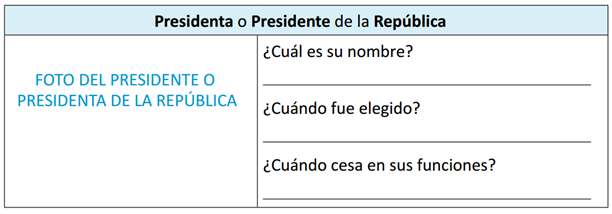 Presidenta o Presidente de la República
FOTO DEL PRESIDENTE O
PRESIDENTA DE LA REPÚBLICA
¿Cuál es su nombre?
¿Cuándo fue elegido?
¿Cuándo cesa en sus funciones?